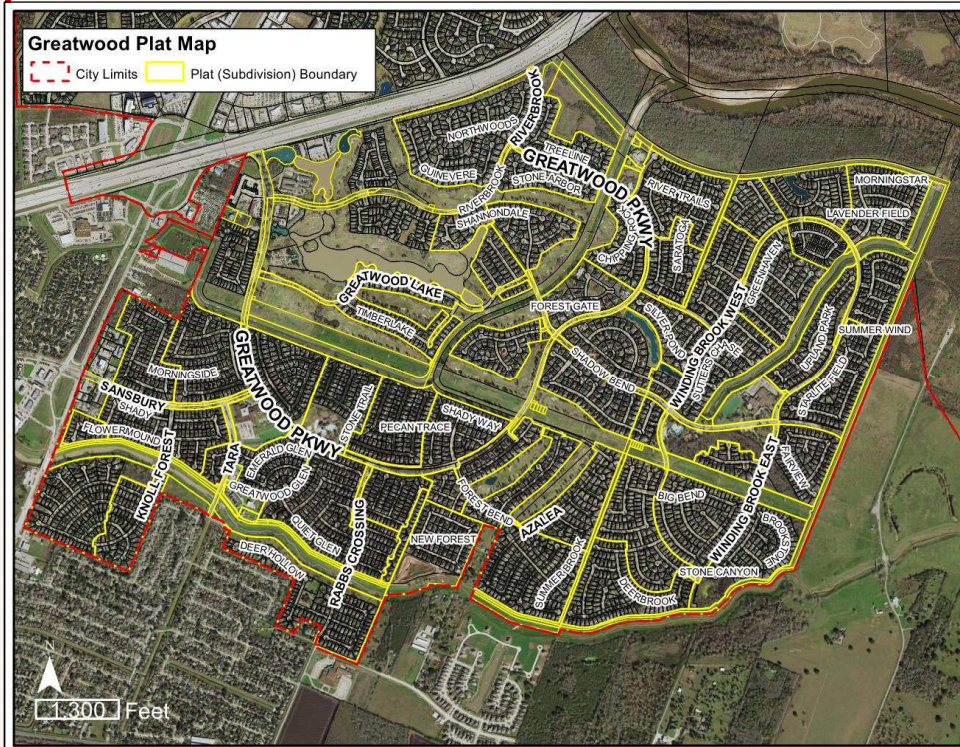 Greatwood Plat Map
City Limits
Plat (Subdivision) Boundary
RIVERBROOK
NORTHWOODS
TREELINE
GUINEVERE
STONE ARBOR
GREATWOOD PKWY
RIVERBROOK
SHANNONDALE
RIVER TRAILS
MORNINGSTAR
LAVENDER FIELD
CHIPPING ROCK
SARATOGA
GREENHAVEN
GREATWOOD LAKE
TIMBERLAKE
FOREST GATE
SILVERPOND
WINDING BROOK WEST
SUTTERS CHASE
UPLAND PARK
SUMMER WIND
STARLITE FIELD
SHADOW BEND
MORNINGSIDE
GREATWOOD PKWY
SANSBURY
SHADY
FLOWERMOUND
KNOLL-FOREST
TARA
EMERALD GLEN
GREATWOOD GLEN
STONE TRAIL
PECAN TRACE
SHADY WAY
FOREST BEND
AZALEA
BIG BEND
WINDING BROOK EAST
FAIRVIEW
BROOKSTONE
QUIET GLEN
DEER HOLLOW
RABBS CROSSING
NEW FOREST
SUMMER BROOK
DEERBROOK
STONE CANYON
N
1,300 Feet